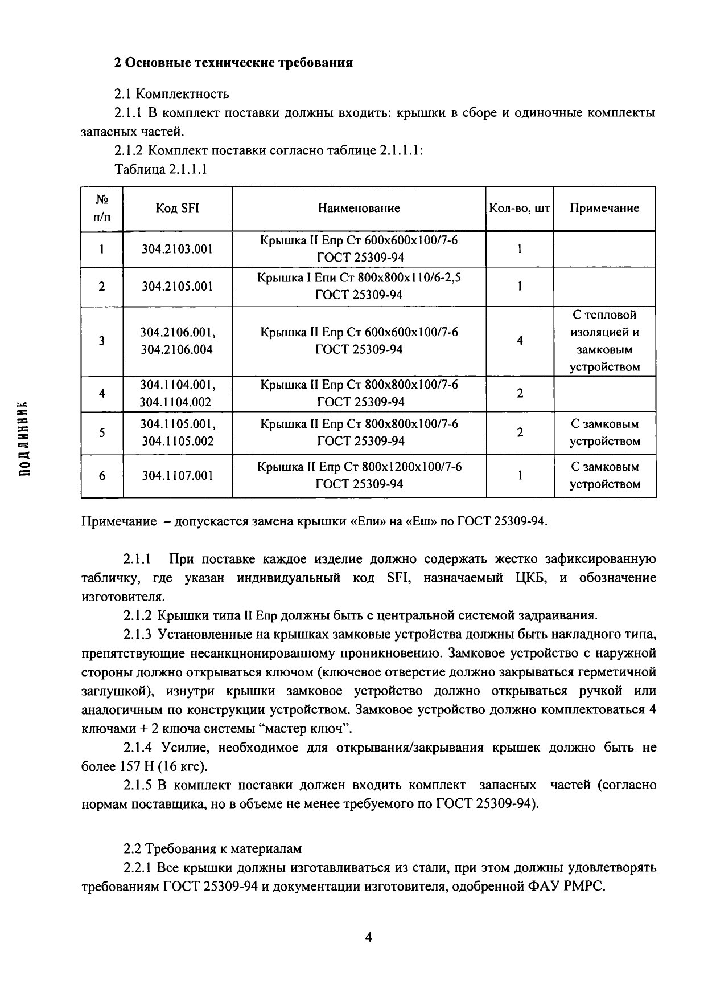 2 Основные технические требования
2.1 Комплектность
2.1.1 В комплект поставки должны входить: крышки в сборе и одиночные комплекты
запасных частей.
2.1.2 Комплект поставки согласно таблице 2.1.1.1:
Таблица 2.1.1.1
№
п/п
Код SFI
Наименование
Кол-во, шт
Примечание
1
304.2103.001
Крышка II Епр Ст 600х600х100/7-6
ГОСТ 25309-94
1
2
304.2105.001
Крышка I Епи Ст 800х800х110/6-2,5
ГОСТ 25309-94
1
3
304.2106.001,
304.2106.004
Крышка II Епр Ст 600х600х100/7-6
ГОСТ 25309-94
4
С тепловой
изоляцией и
замковым
устройством
4
304.1104.001,
304.1104.002
Крышка II Епр Ст 800х800х100/7-6
ГОСТ 25309-94
2
5
304.1105.001,
304.1105.002
Крышка II Епр Ст 800х800х100/7-6
ГОСТ 25309-94
2
С замковым
устройством
6
304.1107.001
Крышка II Епр Ст 800х1200х100/7-6
ГОСТ 25309-94
1
С замковым
устройством
Примечание – допускается замена крышки «Епи» на «Еш» по ГОСТ 25309-94.
2.1.1 При поставке каждое изделие должно содержать жестко зафиксированную
табличку, где указан индивидуальный код SFI, назначаемый ЦКБ, и обозначение
изготовителя.
2.1.2 Крышки типа II Епр должны быть с центральной системой задраивания.
2.1.3 Установленные на крышках замковые устройства должны быть накладного типа,
препятствующие несанкционированному проникновению. Замковое устройство с наружной
стороны должно открываться ключом (ключевое отверстие должно закрываться герметичной
заглушкой), изнутри крышки замковое устройство должно открываться ручкой или
аналогичным по конструкции устройством. Замковое устройство должно комплектоваться 4
ключами + 2 ключа системы “мастер ключ”.
2.1.4 Усилие, необходимое для открывания/закрывания крышек должно быть не
более 157 Н (16 кгс).
2.1.5 В комплект поставки должен входить комплект запасных частей (согласно
нормам поставщика, но в объеме не менее требуемого по ГОСТ 25309-94).
2.2 Требования к материалам
2.2.1 Все крышки должны изготавливаться из стали, при этом должны удовлетворять
требованиям ГОСТ 25309-94 и документации изготовителя, одобренной ФАУ РМРС.
4
ПОДЛИННИК